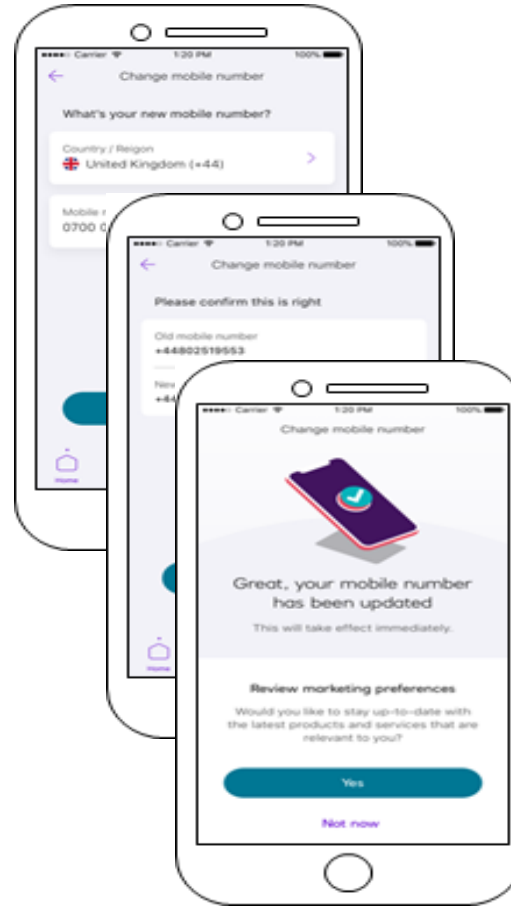 Carrier 1:20 PM 100%
Change mobile number
What's your new mobile number?
Country / Reigon
United Kingdom (+44)
Mobile
0700
Home
Carrier 1:20 PM 100%
Change mobile number
Please confirm this is right
Old mobile number
+44802519553
New
+44
Home
Carrier 1:20 PM 100%
Change mobile number
Great, your mobile number
has been updated
This will take effect immediately.
Review marketing preferences
Would you like to stay up-to-date with
the latest products and services that are
relevant to you?
Yes
Not now